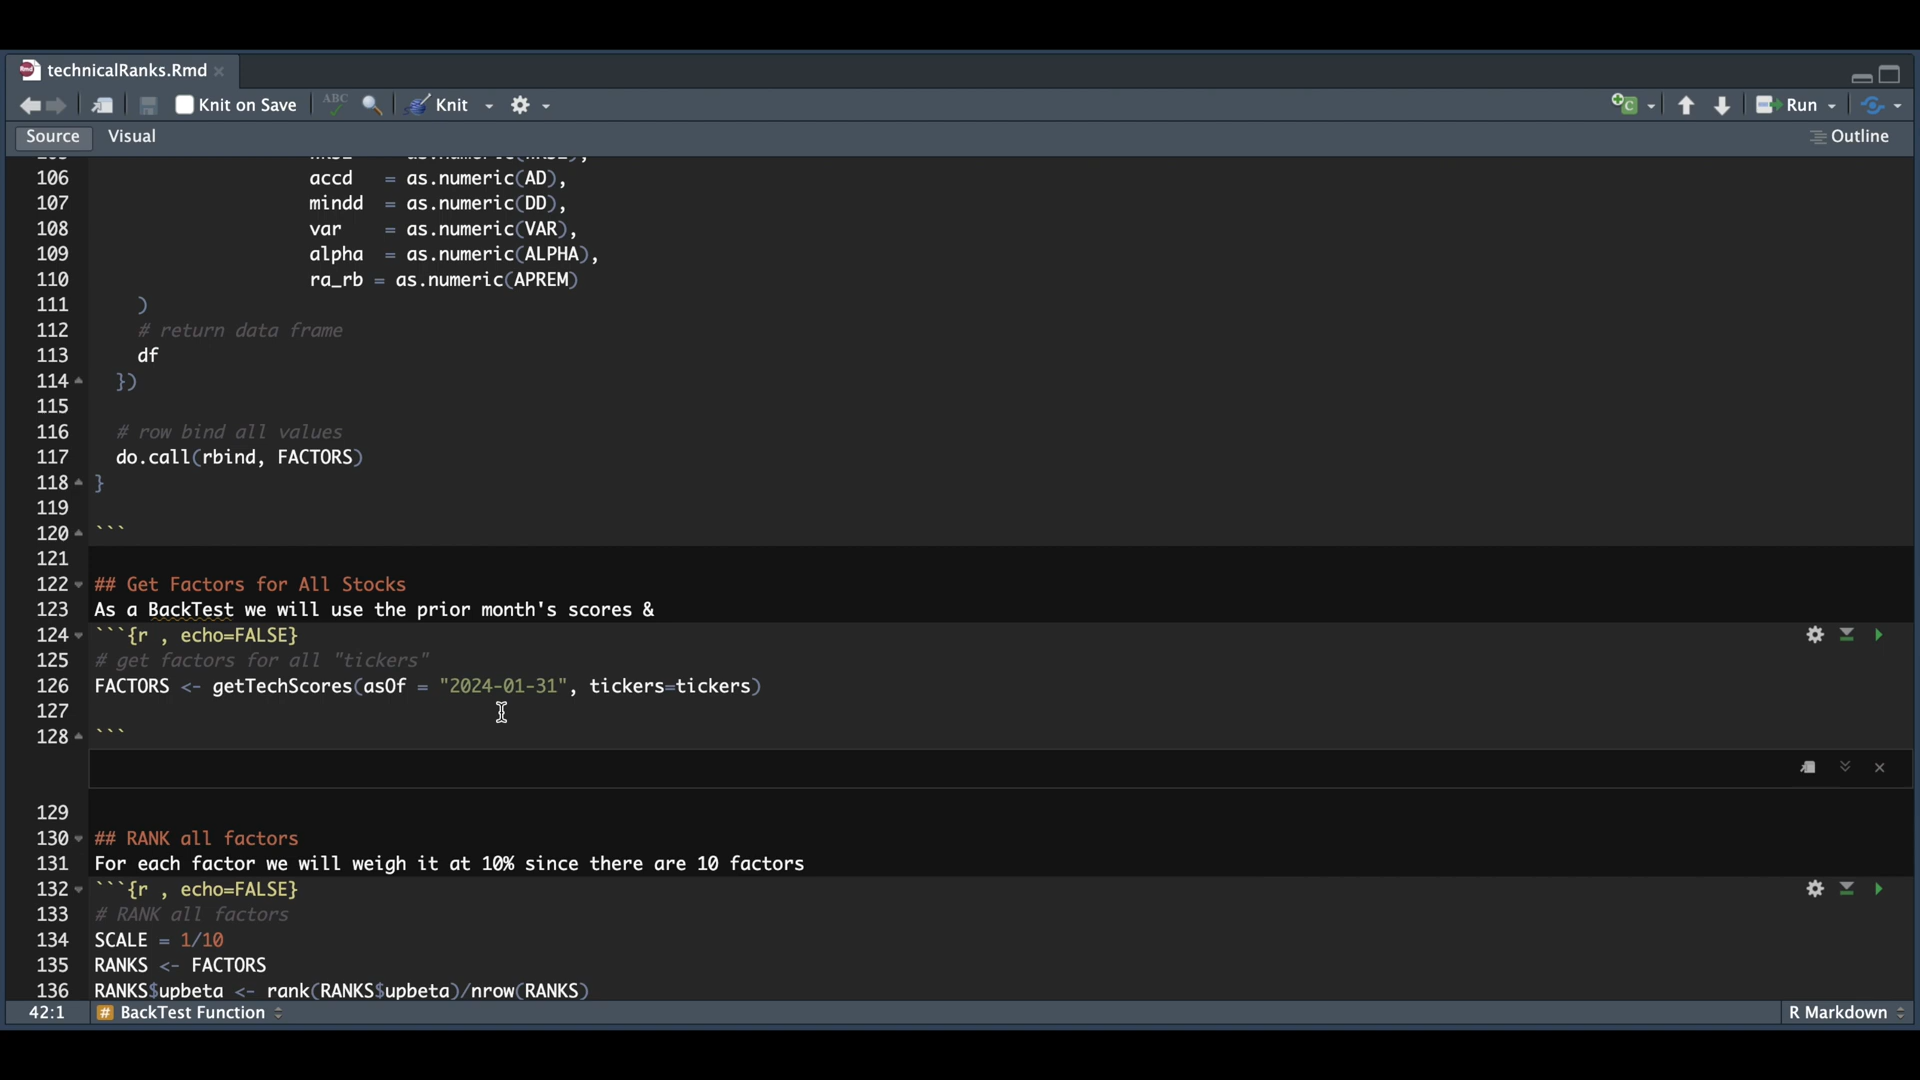 technicalRanks.Rmd
Knit on Save
ABC
Knit
Run
Source
Visual
Outline
106 accd = as.numeric(AD),
107 mindd = as.numeric(DD),
108 var = as.numeric(VAR),
109 alpha = as.numeric(ALPHA),
110 ra_rb = as.numeric(APREM)
111 )
112 # return data frame
113 df
114 })
115
116 # row bind all values
117 do.call(rbind, FACTORS)
118 }
119
120 ```
121
122 ## Get Factors for All Stocks
123 As a BackTest we will use the prior month's scores &
124 ```{r , echo=FALSE}
125 # get factors for all "tickers"
126 FACTORS <- getTechScores(asOf = "2024-01-31", tickers=tickers)
127
128 ```
129
130 ## RANK all factors
131 For each factor we will weigh it at 10% since there are 10 factors
132 ```{r , echo=FALSE}
133 # RANK all factors
134 SCALE = 1/10
135 RANKS <- FACTORS
136 RANKS$upbeta <- rank(RANKS$upbeta)/nrow(RANKS)
42:1
# BackTest Function
R Markdown